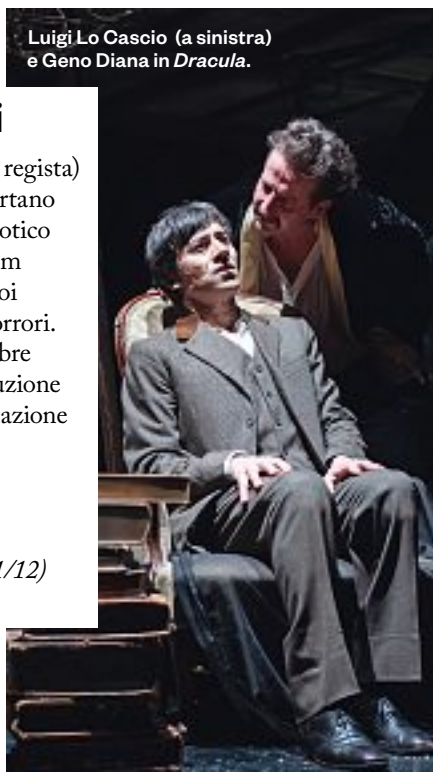 Luigi Lo Cascio (a sinistra)
e Geno Diana in Dracula.
i
regista)
rtano
otico
m
oi
orrori.
bre
uzione
azione
/12)